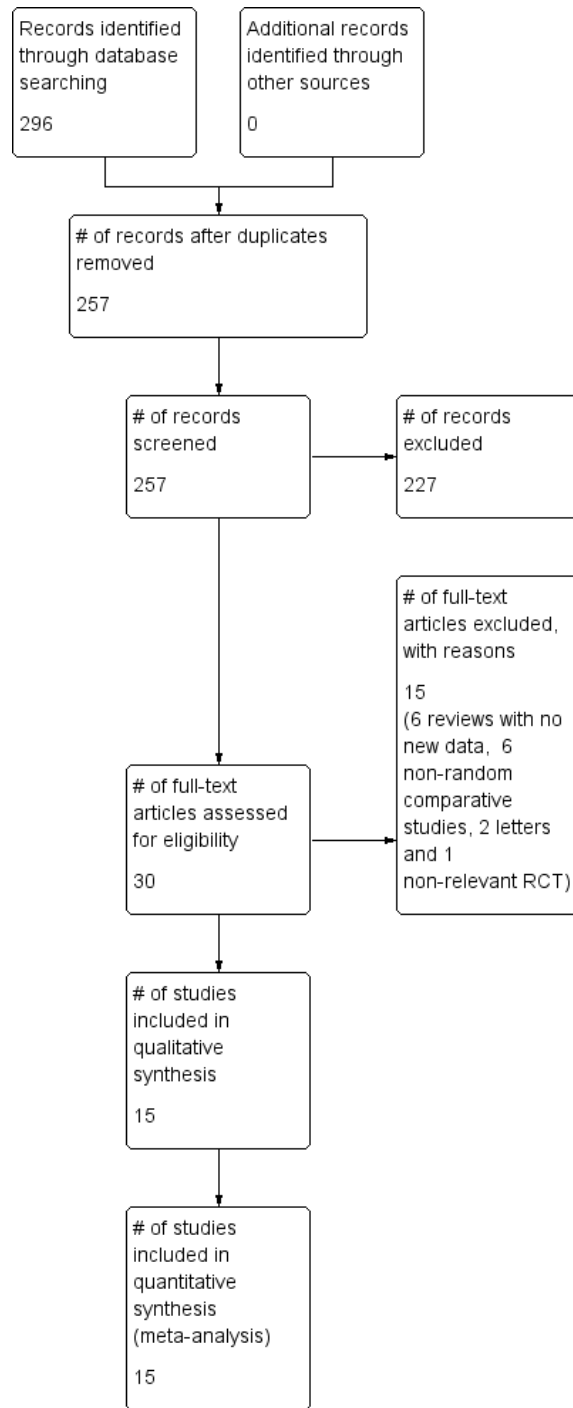 Records identified
through database
searching
296
Additional records
identified through
other sources
0
# of records after duplicates
removed
257
# of records
screened
257
# of records
excluded
227
# of full-text
articles excluded,
with reasons
15
(6 reviews with no
new data, 6
non-random
comparative
studies, 2 letters
and 1
non-relevant RCT)
# of full-text
articles assessed
for eligibility
30
# of studies
included in
qualitative
synthesis
15
# of studies
included in
quantitative
synthesis
(meta-analysis)
15